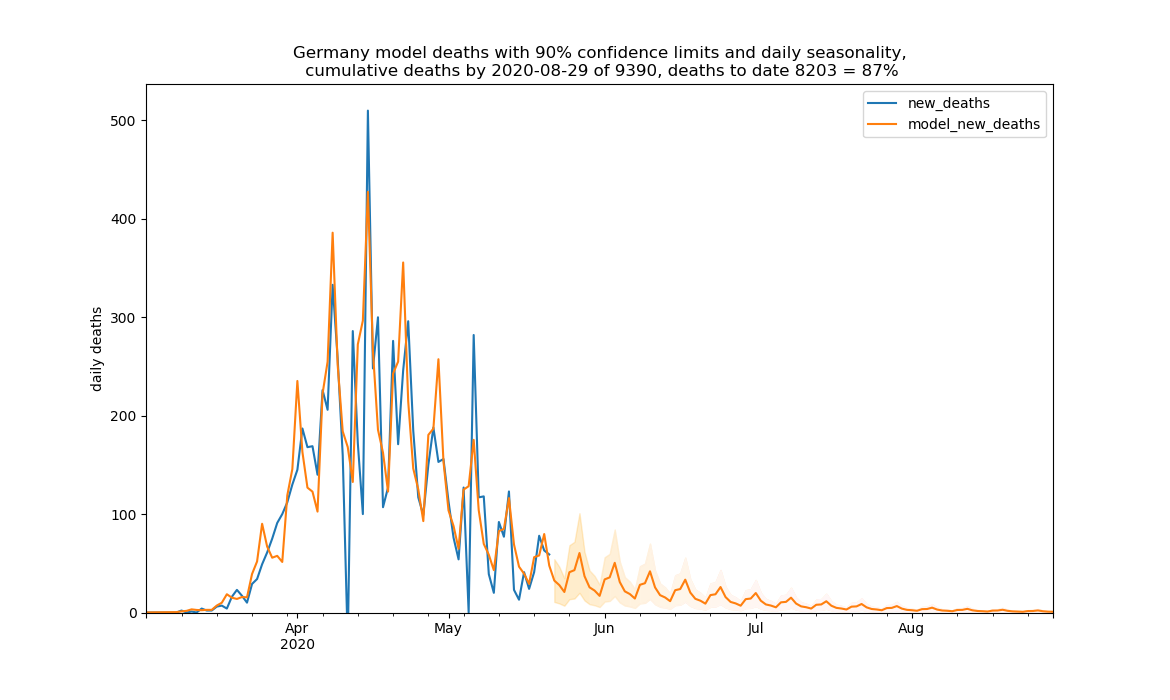 Germany model deaths with 90% confidence limits and daily seasonality,
cumulative deaths by 2020-08-29 of 9390, deaths to date 8203 = 87%
new_deaths
model_new_deaths
daily deaths
500
400
300
200
100
0
Apr
2020
May
Jun
Jul
Aug